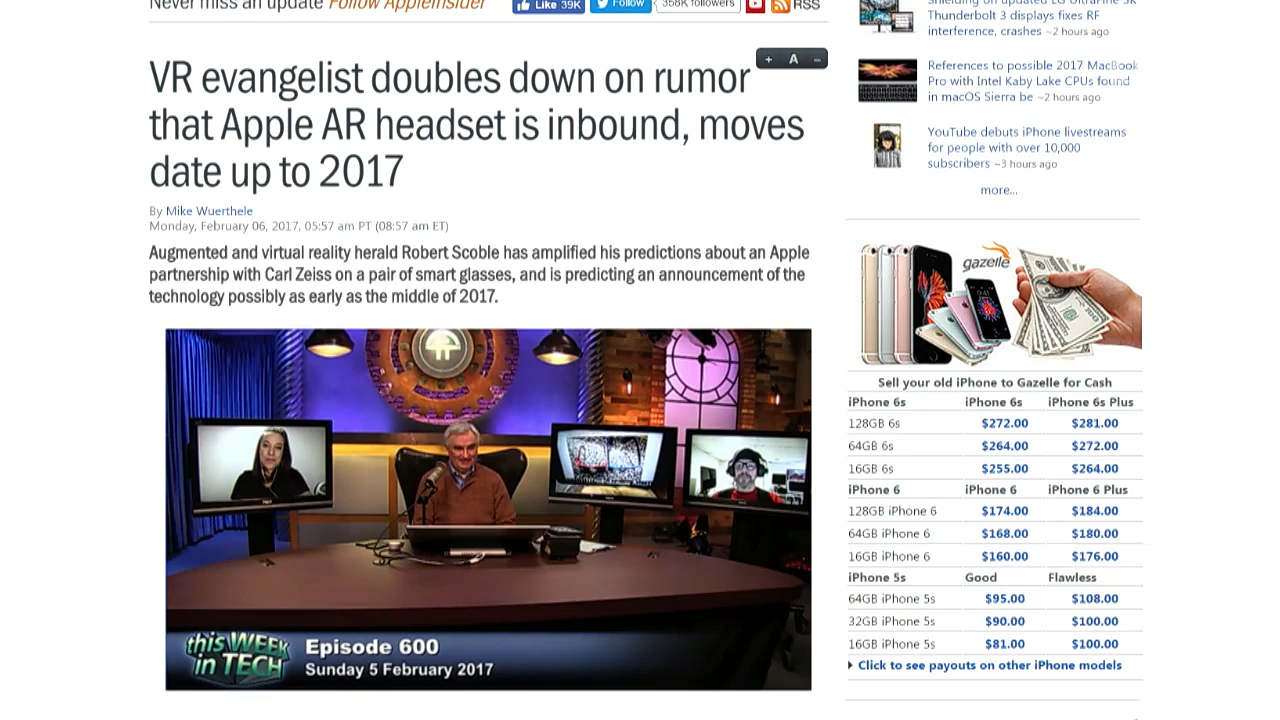 Never miss an update Follow AppleInsider
Like 39K
Follow
358K followers
RSS
VR evangelist doubles down on rumor
that Apple AR headset is inbound, moves
date up to 2017
+ A −
By Mike Wuerthele
Monday, February 06, 2017, 05:57 am PT (08:57 am ET)
Augmented and virtual reality herald Robert Scoble has amplified his predictions about an Apple
partnership with Carl Zeiss on a pair of smart glasses, and is predicting an announcement of the
technology possibly as early as the middle of 2017.
this WEEK
in TECH
Episode 600
Sunday 5 February 2017
Shielding on updated LG UltraFine 5K
Thunderbolt 3 displays fixes RF
interference, crashes ~2 hours ago
References to possible 2017 MacBook
Pro with Intel Kaby Lake CPUs found
in macOS Sierra be ~2 hours ago
YouTube debuts iPhone livestreams
for people with over 10,000
subscribers ~3 hours ago
more...
gazelle
Sell your old iPhone to Gazelle for Cash
iPhone 6s iPhone 6s iPhone 6s Plus
128GB 6s $272.00 $281.00
64GB 6s $264.00 $272.00
16GB 6s $255.00 $264.00
iPhone 6 iPhone 6 iPhone 6 Plus
128GB iPhone 6 $174.00 $184.00
64GB iPhone 6 $168.00 $180.00
16GB iPhone 6 $160.00 $176.00
iPhone 5s Good Flawless
64GB iPhone 5s $95.00 $108.00
32GB iPhone 5s $90.00 $100.00
16GB iPhone 5s $81.00 $100.00
Click to see payouts on other iPhone models